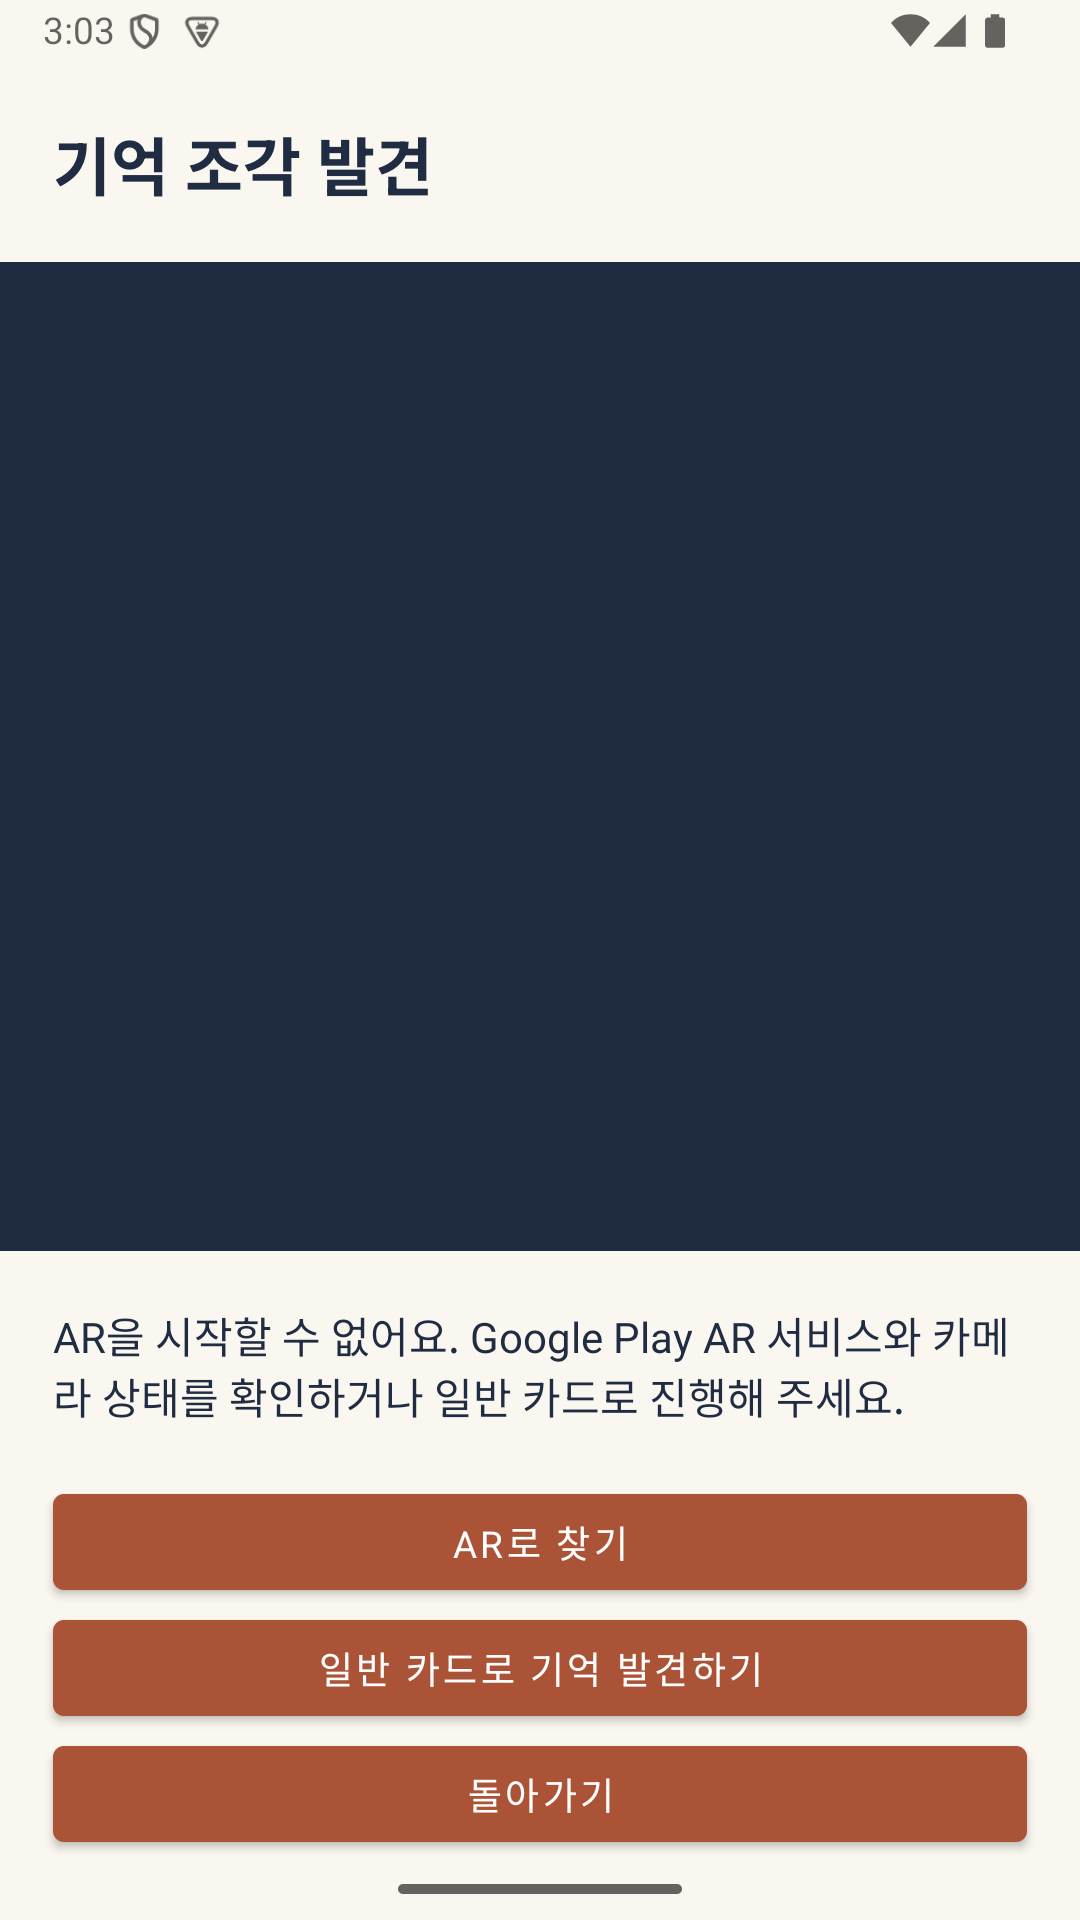 3:03
기억 조각 발견
AR을 시작할 수 없어요. Google Play AR 서비스와 카메
라 상태를 확인하거나 일반 카드로 진행해 주세요.
AR로 찾기
일반 카드로 기억 발견하기
돌아가기